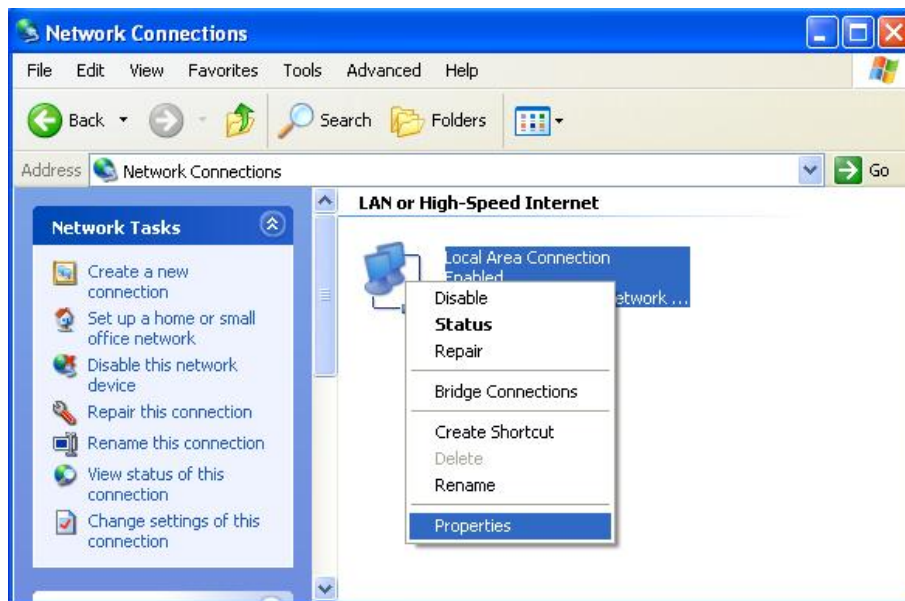 Network Connections
File Edit View Favorites Tools Advanced Help
Back Search Folders
Address Network Connections Go
Network Tasks
Create a new
connection
Set up a home or small
office network
Disable this network
device
Repair this connection
Rename this connection
View status of this
connection
Change settings of this
connection
LAN or High-Speed Internet
Local Area Connection
Enabled
etwork ...
Disable
Status
Repair
Bridge Connections
Create Shortcut
Delete
Rename
Properties